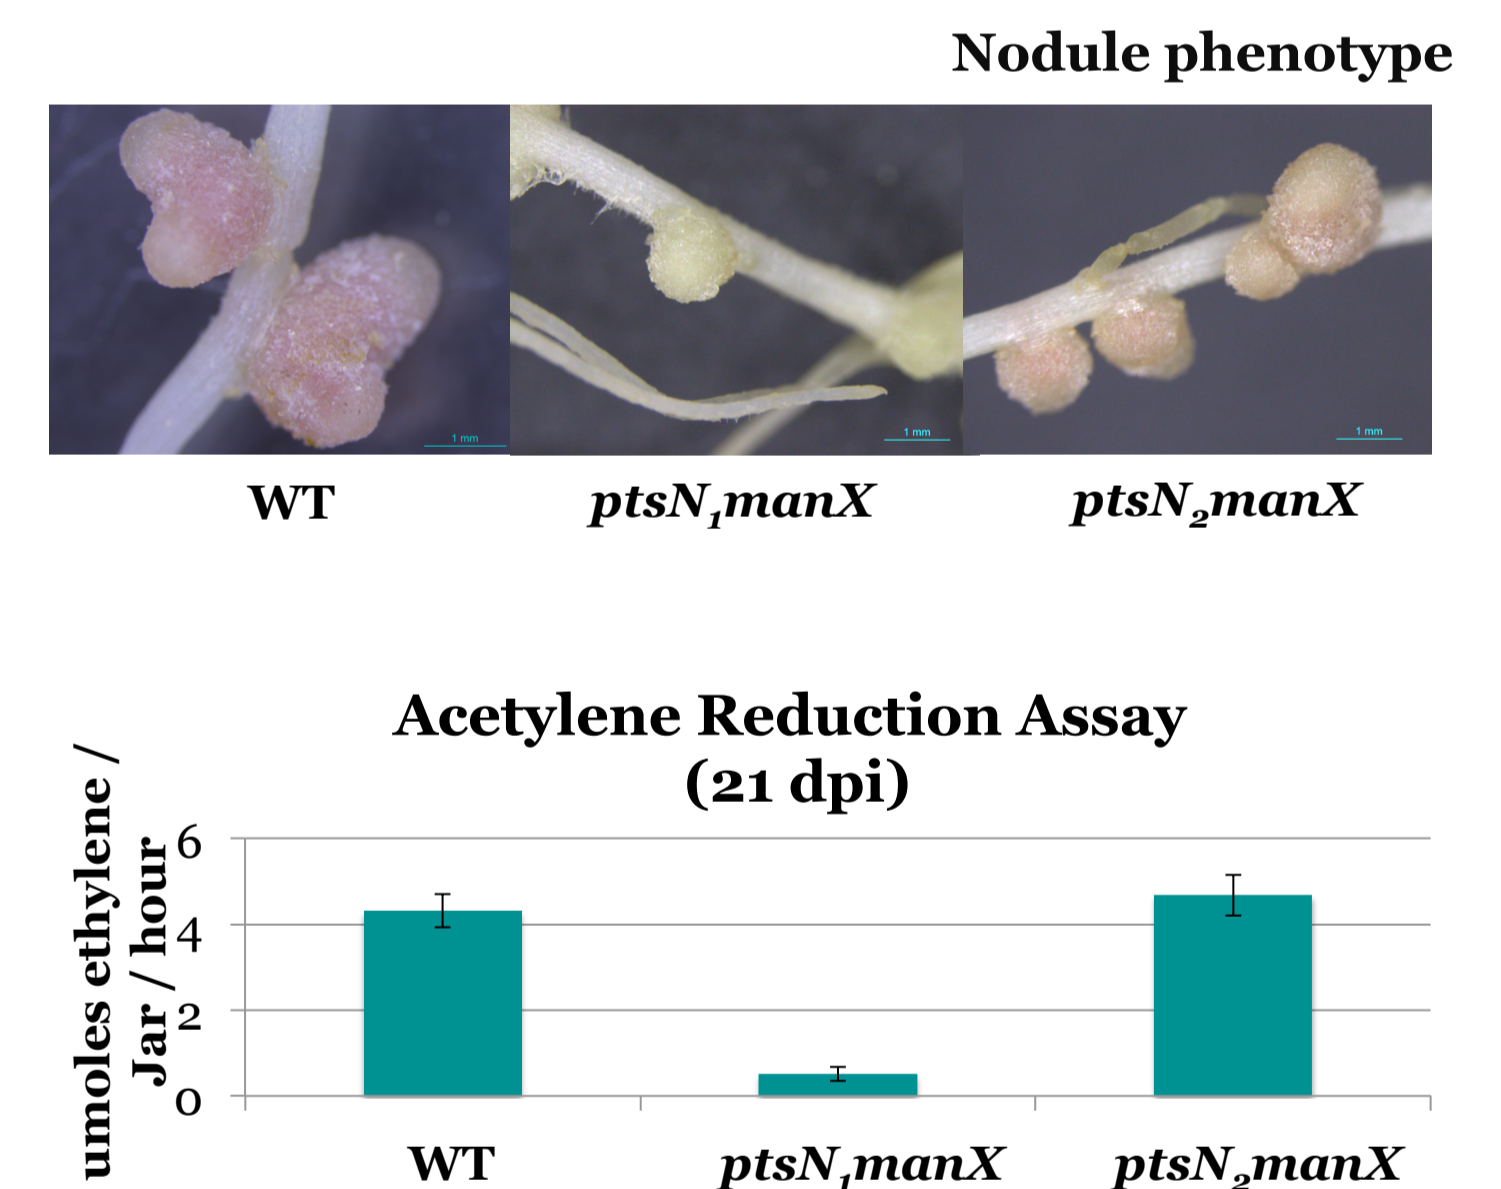 Nodule phenotype
1 mm
1 mm
1 mm
WT
ptsN₁manX
ptsN₂manX
Acetylene Reduction Assay
(21 dpi)
umoles ethylene /
Jar / hour
6
4
2
0
WT
ptsN₁manX
ptsN₂manX